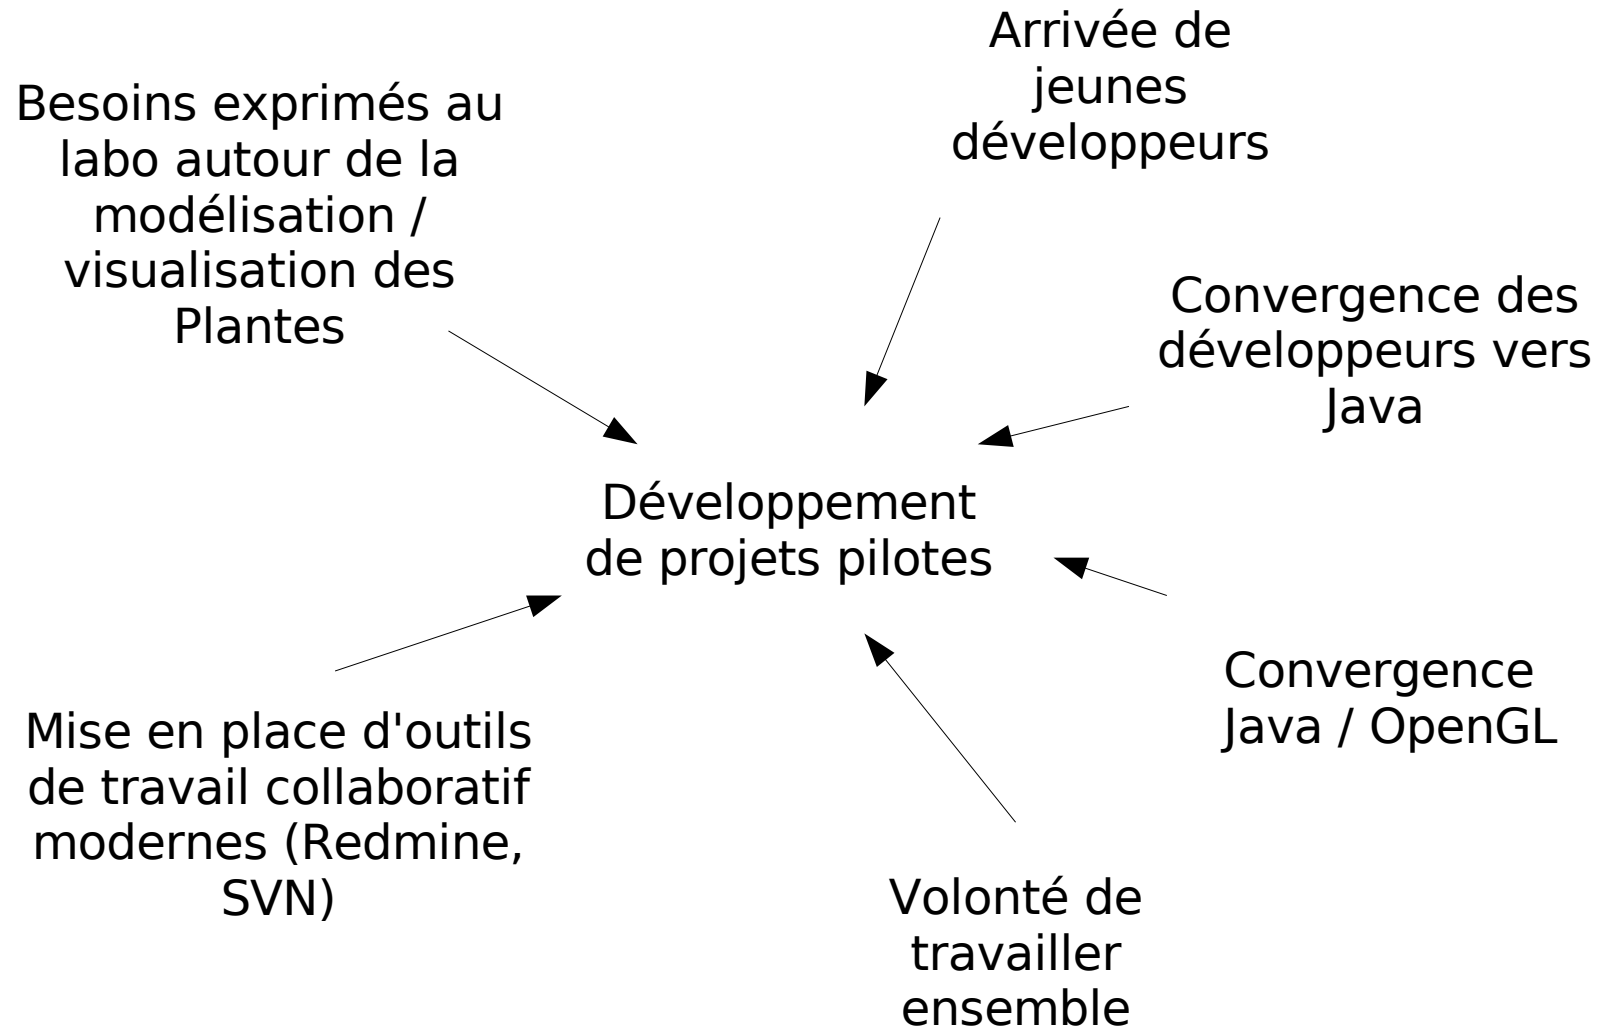 Arrivée de
jeunes
développeurs
Besoins exprimés au
labo autour de la
modélisation /
visualisation des
Plantes
Convergence des
développeurs vers
Java
Développement
de projets pilotes
Convergence
Java / OpenGL
Mise en place d'outils
de travail collaboratif
modernes (Redmine,
SVN)
Volonté de
travailler
ensemble